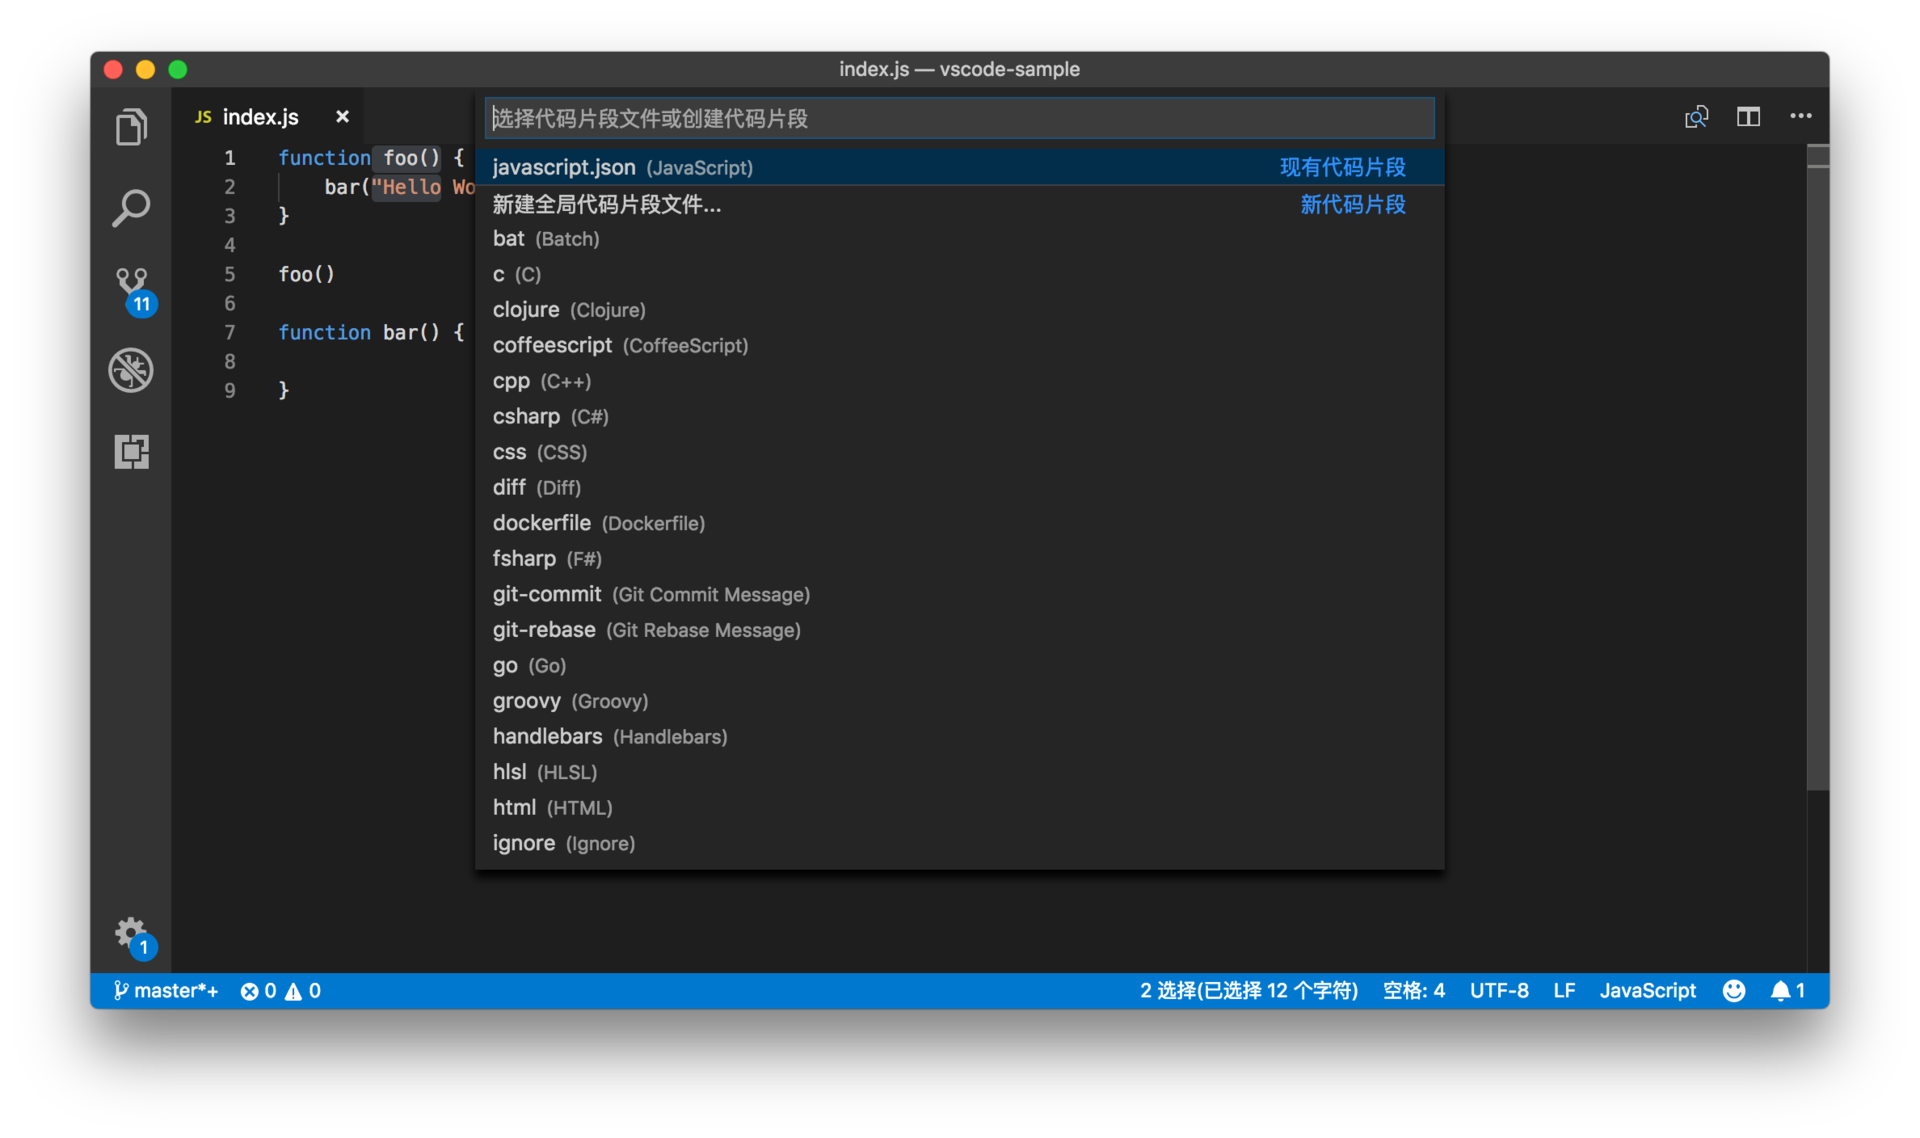 index.js — vscode-sample
JS index.js
选择代码片段文件或创建代码片段
1 function foo() {
2 bar("Hello Wo
3 }
4
5 foo()
6
7 function bar() {
8
9 }
javascript.json (JavaScript) 现有代码片段
新建全局代码片段文件... 新代码片段
bat (Batch)
c (C)
clojure (Clojure)
coffeescript (CoffeeScript)
cpp (C++)
csharp (C#)
css (CSS)
diff (Diff)
dockerfile (Dockerfile)
fsharp (F#)
git-commit (Git Commit Message)
git-rebase (Git Rebase Message)
go (Go)
groovy (Groovy)
handlebars (Handlebars)
hlsl (HLSL)
html (HTML)
ignore (Ignore)
11
1
master*+ 0 0 2 选择(已选择 12 个字符) 空格: 4 UTF-8 LF JavaScript 1